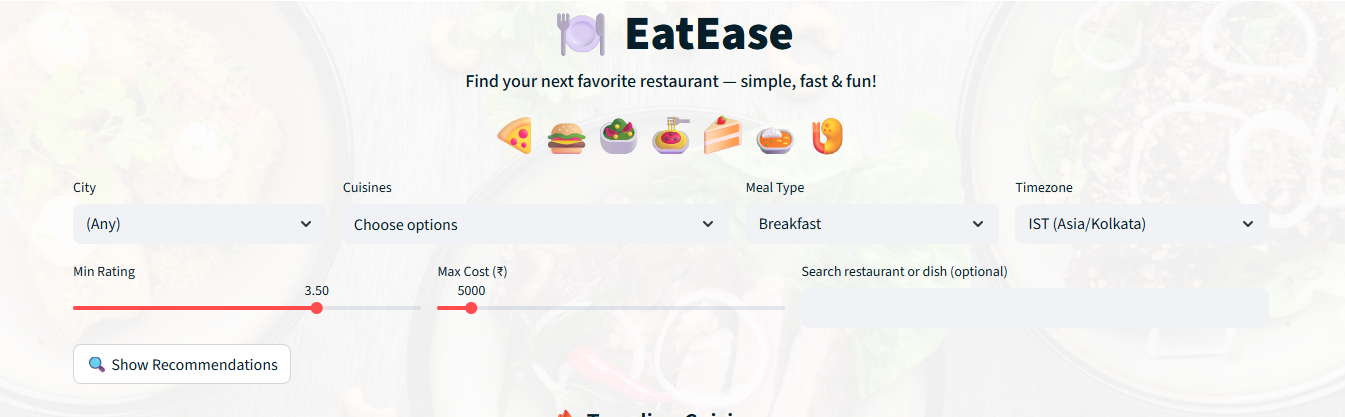 EatEase
Find your next favorite restaurant — simple, fast & fun!
City
Cuisines
Meal Type
Timezone
(Any)
Choose options
Breakfast
IST (Asia/Kolkata)
Min Rating
Max Cost (₹)
Search restaurant or dish (optional)
3.50
5000
Show Recommendations